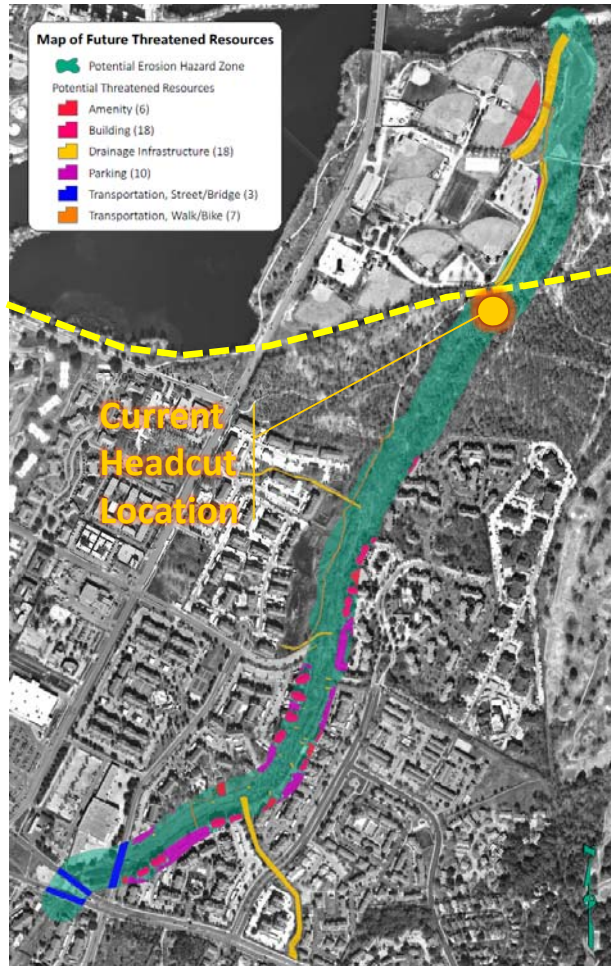 Map of Future Threatened Resources
Potential Erosion Hazard Zone
Potential Threatened Resources
Amenity (6)
Building (18)
Drainage Infrastructure (18)
Parking (10)
Transportation, Street/Bridge (3)
Transportation, Walk/Bike (7)
Current
Headcut
Location